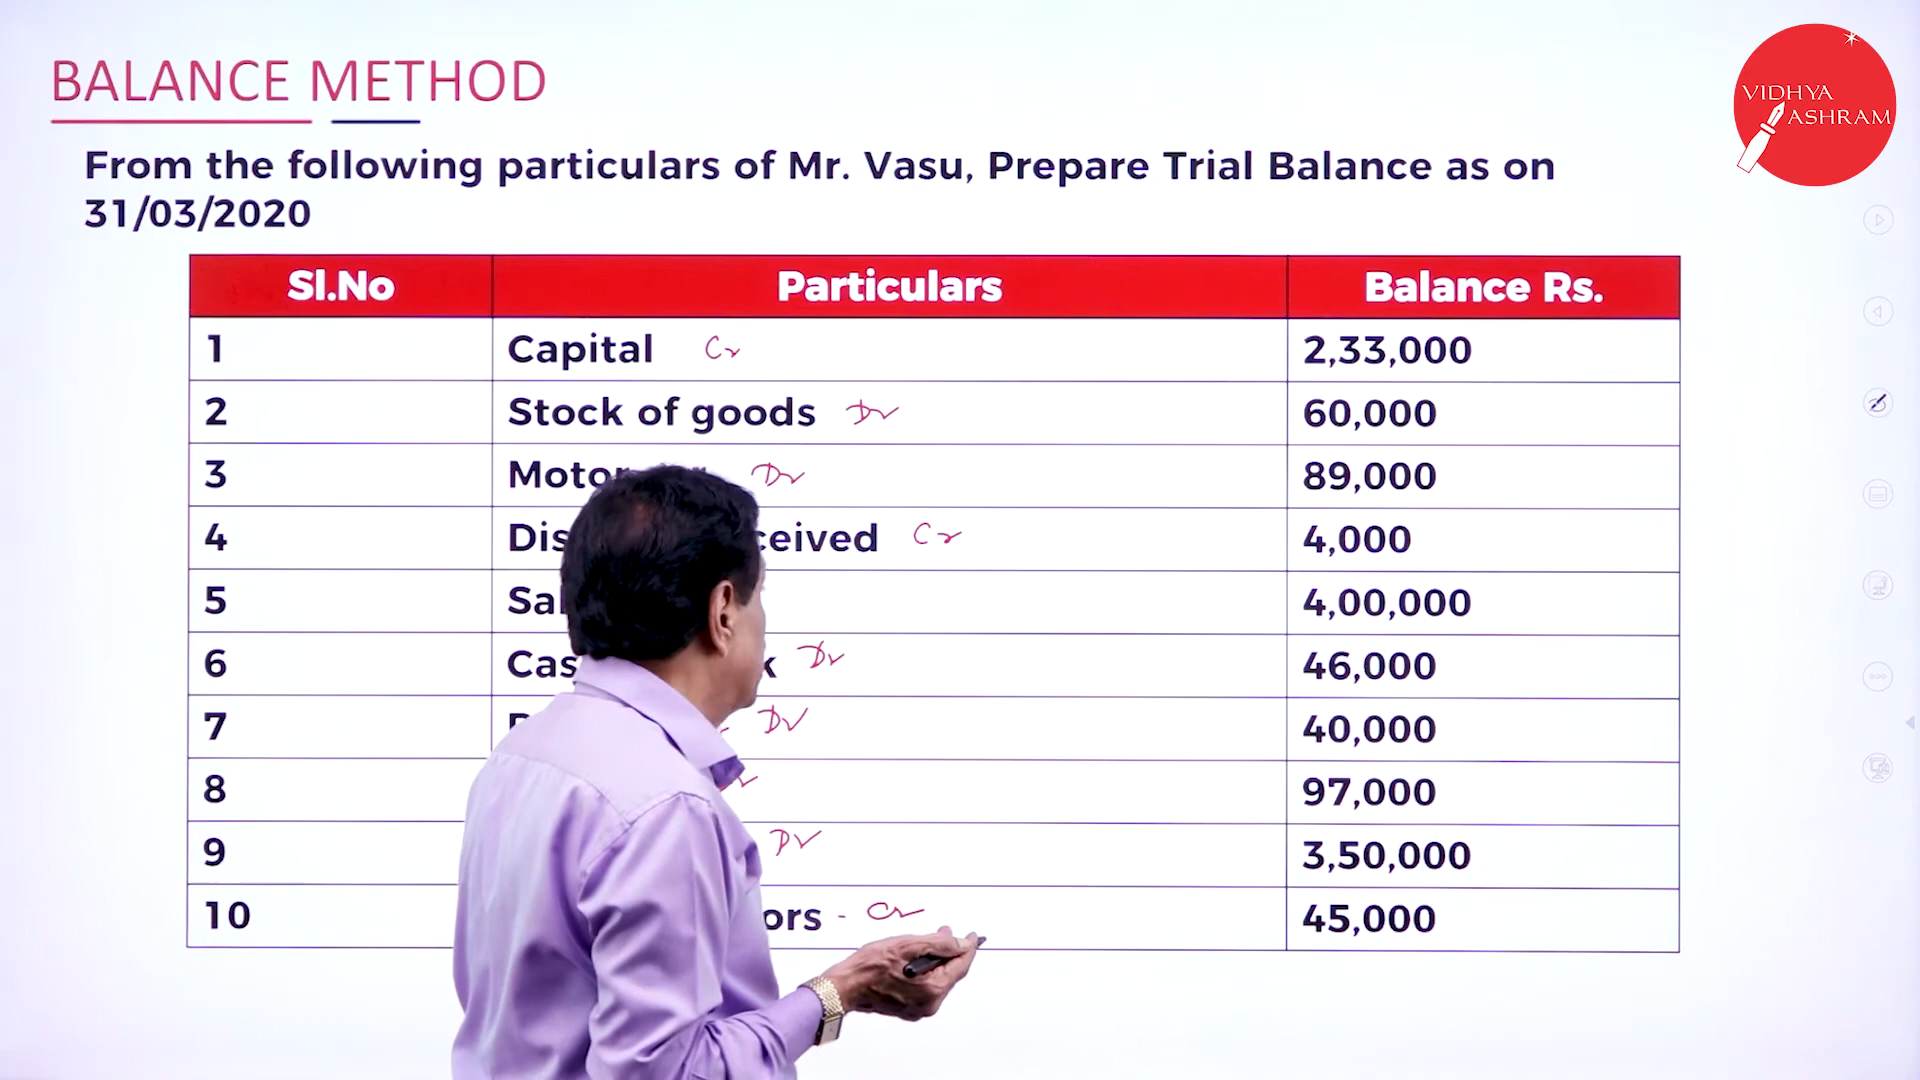 BALANCE METHOD
VIDHYA
ASHRAM
From the following particulars of Mr. Vasu, Prepare Trial Balance as on
31/03/2020
Sl.No Particulars Balance Rs.
1 Capital Cr 2,33,000
2 Stock of goods Dr 60,000
3 Dr 89,000
4 Cr 4,000
5 4,00,000
6 Dr 46,000
7 Dr 40,000
8 97,000
9 Dr 3,50,000
10 - Cr 45,000